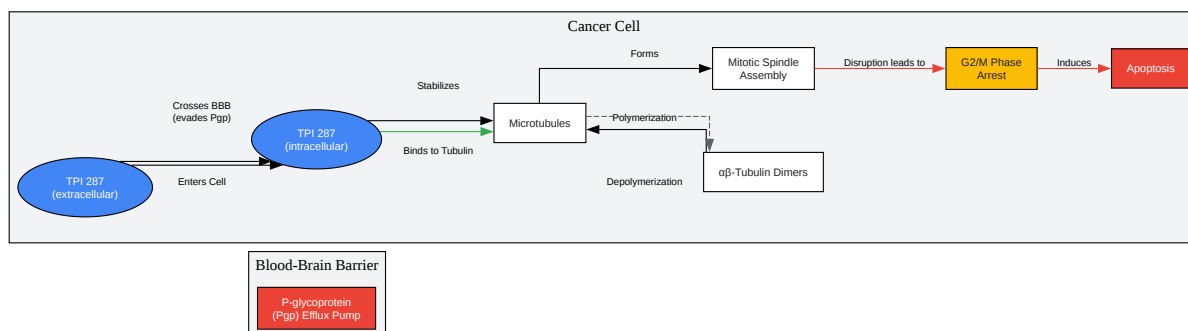 Cancer Cell
Forms
Mitotic Spindle
Assembly
Disruption leads to
G2/M Phase
Arrest
Induces
Apoptosis
Stabilizes
Crosses BBB
(evades Pgp)
TPI 287
(intracellular)
Microtubules
Polymerization
Binds to Tubulin
TPI 287
(extracellular)
Enters Cell
Depolymerization
αβ-Tubulin Dimers
Blood-Brain Barrier
P-glycoprotein
(Pgp) Efflux Pump